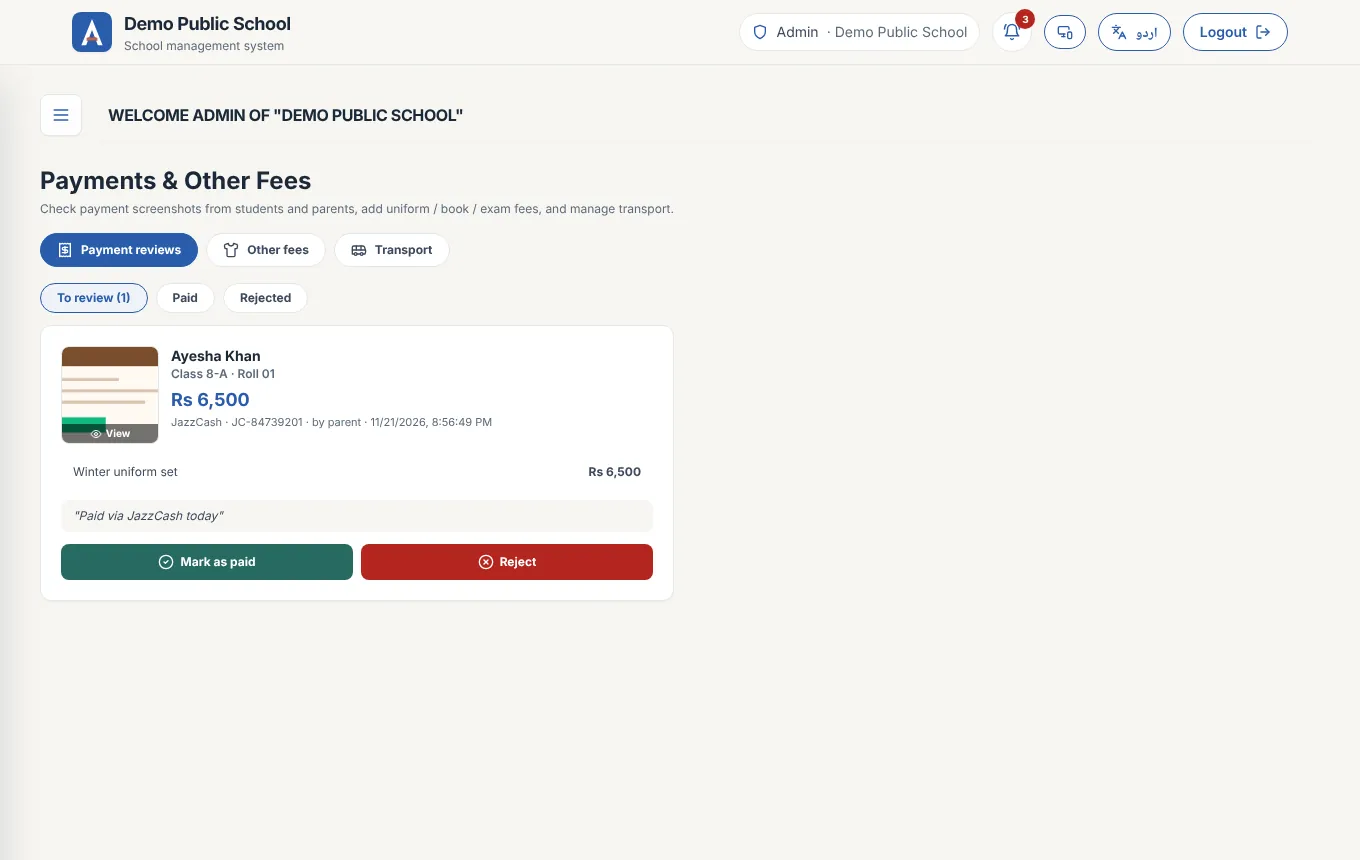 Demo Public School
School management system
Admin · Demo Public School
3
اردو
Logout
WELCOME ADMIN OF "DEMO PUBLIC SCHOOL"
Payments & Other Fees
Check payment screenshots from students and parents, add uniform / book / exam fees, and manage transport.
Payment reviews
Other fees
Transport
To review (1)
Paid
Rejected
Ayesha Khan
Class 8-A · Roll 01
Rs 6,500
JazzCash · JC-84739201 · by parent · 11/21/2026, 8:56:49 PM
View
Winter uniform set Rs 6,500
"Paid via JazzCash today"
Mark as paid
Reject